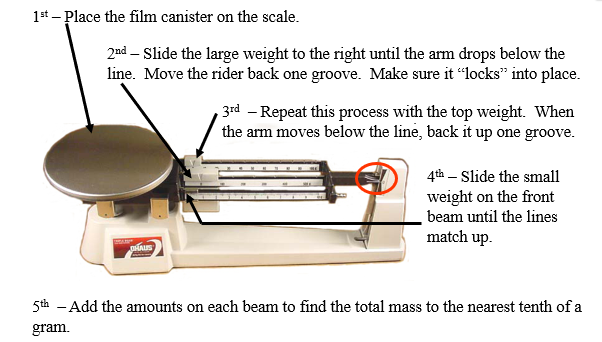 1st – Place the film canister on the scale.
2nd – Slide the large weight to the right until the arm drops below the
line.  Move the rider back one groove.  Make sure it “locks” into place.
3rd  – Repeat this process with the top weight.  When
the arm moves below the line, back it up one groove.
4th – Slide the small
weight on the front
beam until the lines
match up.
OHAUS
5th  – Add the amounts on each beam to find the total mass to the nearest tenth of a
gram.